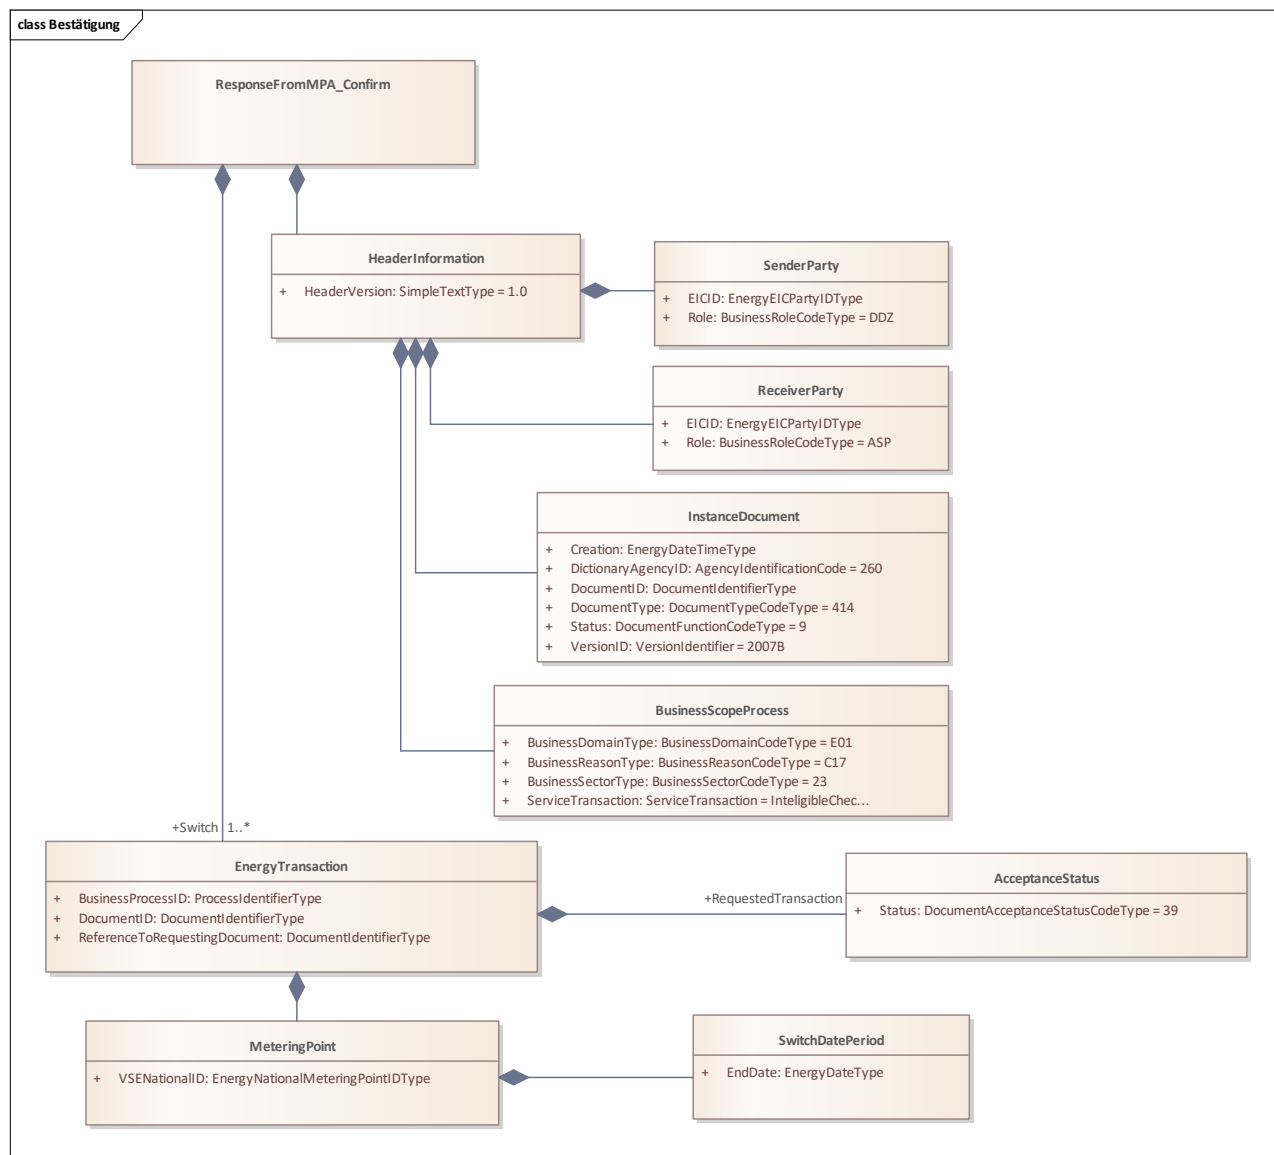 class Bestätigung
ResponseFromMPA_Confirm
HeaderInformation
+ HeaderVersion: SimpleTextType = 1.0
SenderParty
+ EICID: EnergyEICPartyIDType
+ Role: BusinessRoleCodeType = DDZ
ReceiverParty
+ EICID: EnergyEICPartyIDType
+ Role: BusinessRoleCodeType = ASP
InstanceDocument
+ Creation: EnergyDateTimeType
+ DictionaryAgencyID: AgencyIdentificationCode = 260
+ DocumentID: DocumentIdentifierType
+ DocumentType: DocumentTypeCodeType = 414
+ Status: DocumentFunctionCodeType = 9
+ VersionID: VersionIdentifier = 2007B
BusinessScopeProcess
+ BusinessDomainType: BusinessDomainCodeType = E01
+ BusinessReasonType: BusinessReasonCodeType = C17
+ BusinessSectorType: BusinessSectorCodeType = 23
+ ServiceTransaction: ServiceTransaction = InteligibleChec...
+Switch 1..*
EnergyTransaction
+ BusinessProcessID: ProcessIdentifierType
+ DocumentID: DocumentIdentifierType
+ ReferenceToRequestingDocument: DocumentIdentifierType
+RequestedTransaction
AcceptanceStatus
+ Status: DocumentAcceptanceStatusCodeType = 39
MeteringPoint
+ VSENationalID: EnergyNationalMeteringPointIDType
SwitchDatePeriod
+ EndDate: EnergyDateType